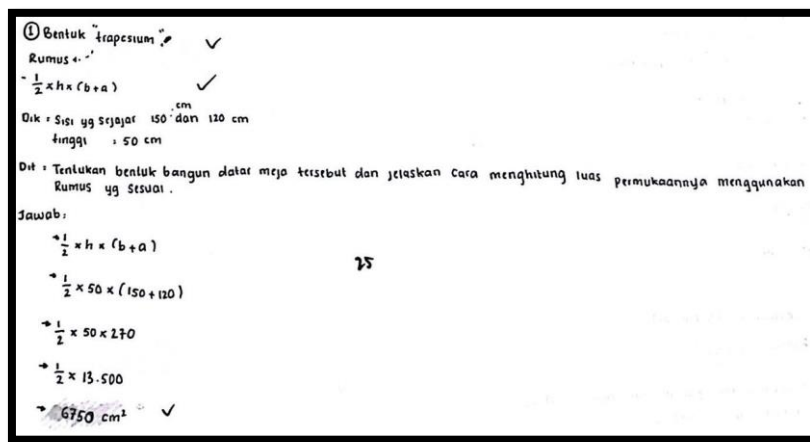 ① Bentuk "trapesium".
Rumus :
- 1/2 x h x (b+a)
Dik : Sisi yg sejajar 150 cm dan 120 cm
tinggi : 50 cm
Dit : Tentukan bentuk bangun datar meja tersebut dan jelaskan cara menghitung luas permukaannya menggunakan
Rumus yg sesuai.
Jawab:
→ 1/2 x h x (b+a)
25
→ 1/2 x 50 x (150+120)
→ 1/2 x 50 x 270
→ 1/2 x 13.500
→ 6750 cm²